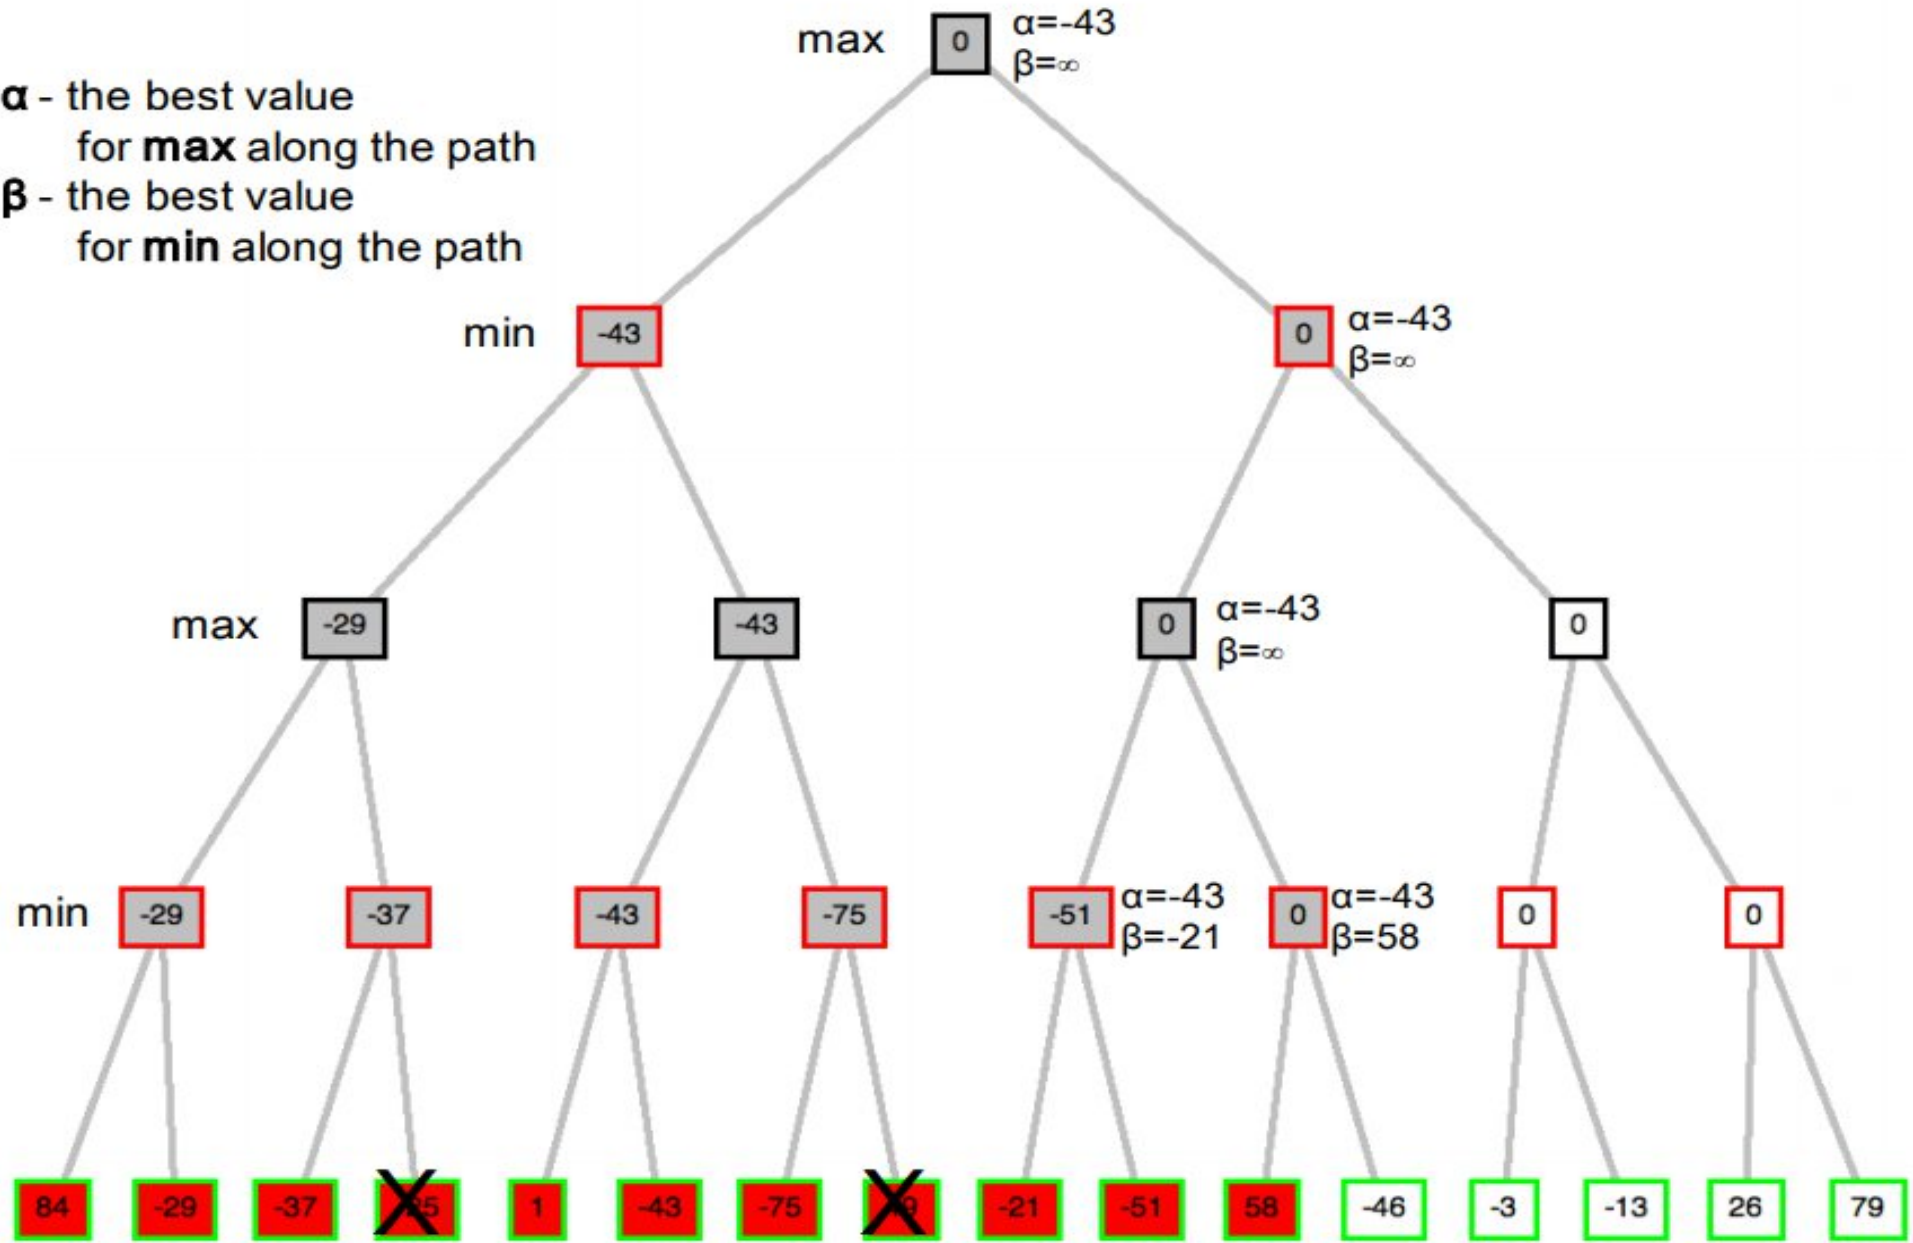 max 0 α=-43
β=∞
α - the best value
for max along the path
β - the best value
for min along the path
min -43 0 α=-43
β=∞
max -29 -43 0 α=-43 0
β=∞
min -29 -37 -43 -75 -51 α=-43 0 α=-43 0 0
β=-21 β=58
84 -29 -37 1 -43 -75 -21 -51 58 -46 -3 -13 26 79